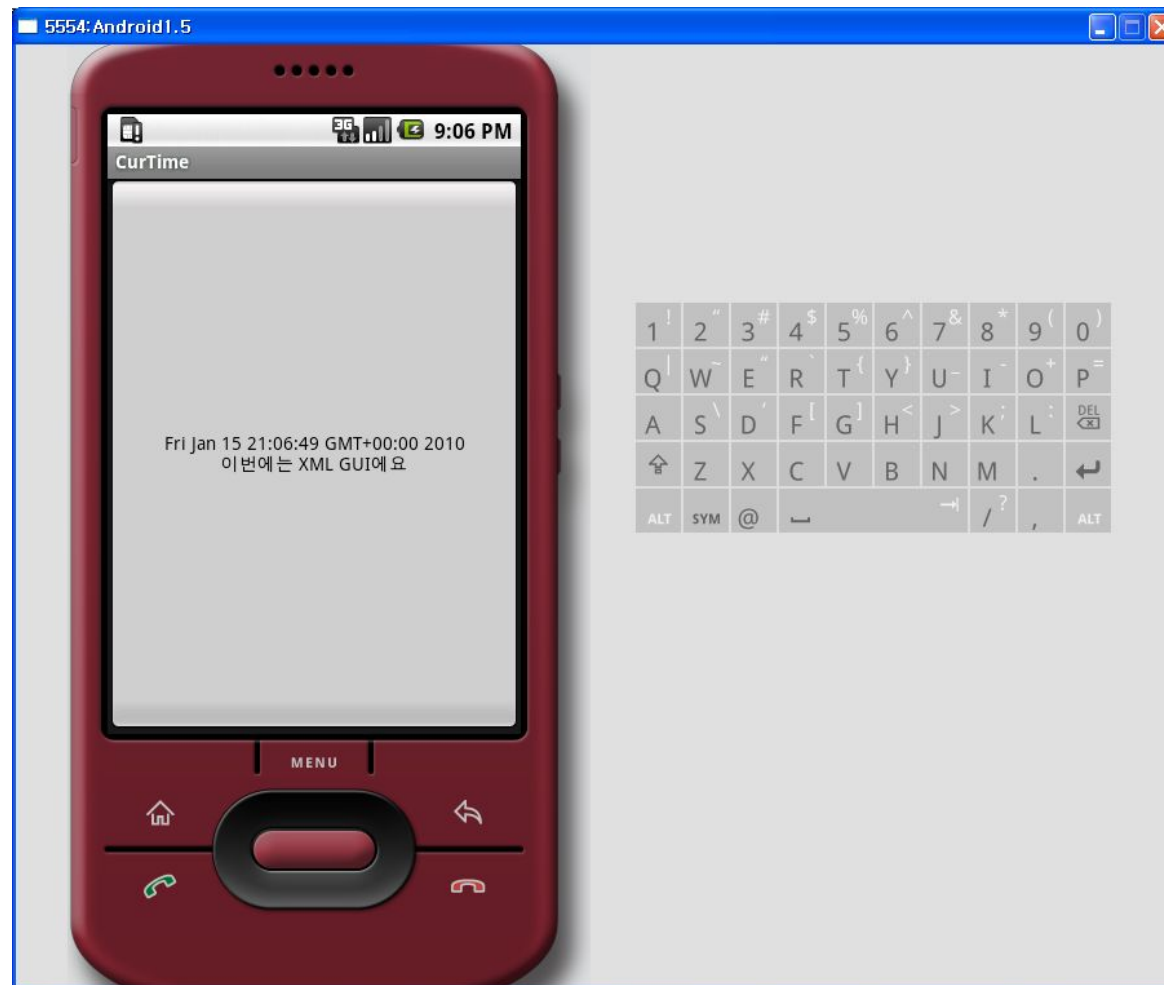 5554:Android1.5
3G
9:06 PM
CurTime
Fri Jan 15 21:06:49 GMT+00:00 2010
이번에는 XML GUI에요
MENU
1 ! 2 " 3 # 4 $ 5 % 6 ^ 7 & 8 * 9 ( 0 )
Q | W ~ E " R ` T { Y } U _ I - O + P =
A S \ D ' F [ G ] H < J > K ; L : DEL
Z X C V B N M .
ALT SYM @ / ? , ALT